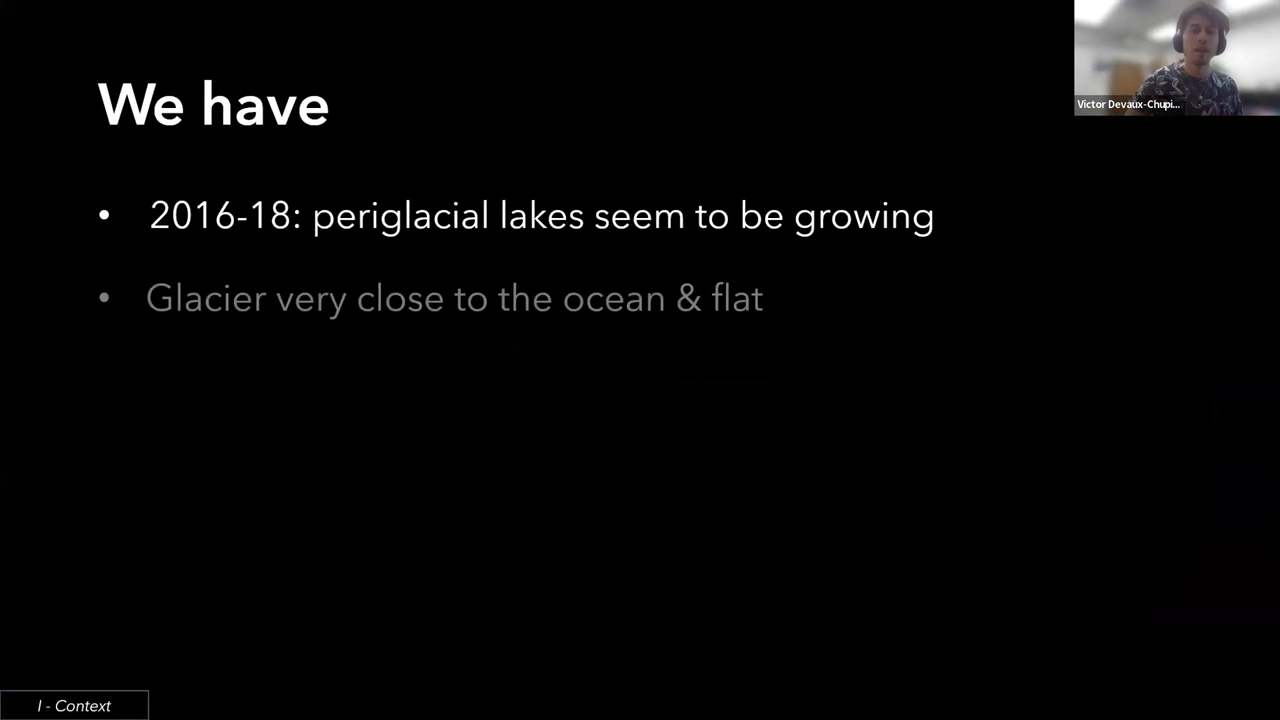 We have
• 2016-18: periglacial lakes seem to be growing
• Glacier very close to the ocean & flat
Victor Devaux-Chupi...
I - Context